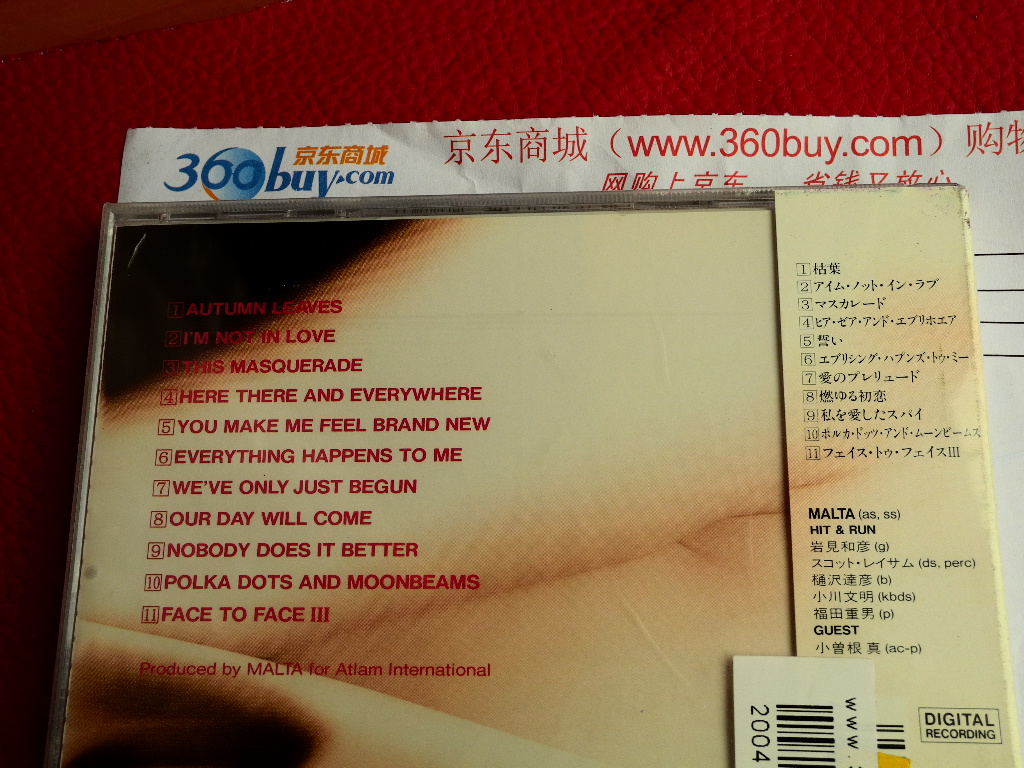 360buy.com 京东商城
京东商城（www.360buy.com）购物
网购上京东 省钱又放心
1 AUTUMN LEAVES
2 I'M NOT IN LOVE
3 THIS MASQUERADE
4 HERE THERE AND EVERYWHERE
5 YOU MAKE ME FEEL BRAND NEW
6 EVERYTHING HAPPENS TO ME
7 WE'VE ONLY JUST BEGUN
8 OUR DAY WILL COME
9 NOBODY DOES IT BETTER
10 POLKA DOTS AND MOONBEAMS
11 FACE TO FACE III
Produced by MALTA for Atlam International
1 枯葉
2 アイム・ノット・イン・ラブ
3 マスカレード
4 ヒア・ゼア・アンド・エブリホエア
5 誓い
6 エブリシング・ハプンズ・トゥ・ミー
7 愛のプレリュード
8 燃ゆる初恋
9 私を愛したスパイ
10 ポルカ・ドッツ・アンド・ムーンビームス
11 フェイス・トゥ・フェイスIII
MALTA (as, ss)
HIT & RUN
岩見和彦 (g)
スコット・レイサム (ds, perc)
樋沢達彦 (b)
小川文明 (kbds)
福田重男 (p)
GUEST
小曽根 真 (ac-p)
DIGITAL
RECORDING
2004
www.